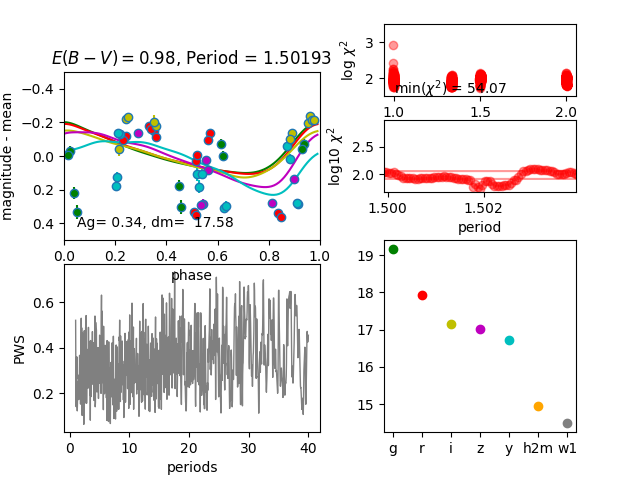 E(B − V) = 0.98, Period = 1.50193
magnitude - mean
−0.4
−0.2
0.0
0.2
0.4
Ag= 0.34, dm= 17.58
0.0 0.2 0.4 0.6 0.8 1.0
phase
log χ²
3
2
min(χ²) = 54.07
1.0 1.5 2.0
log10 χ²
2.5
2.0
1.500 1.502
period
PWS
0.6
0.4
0.2
0 10 20 30 40
periods
19
18
17
16
15
g r i z y h2m w1